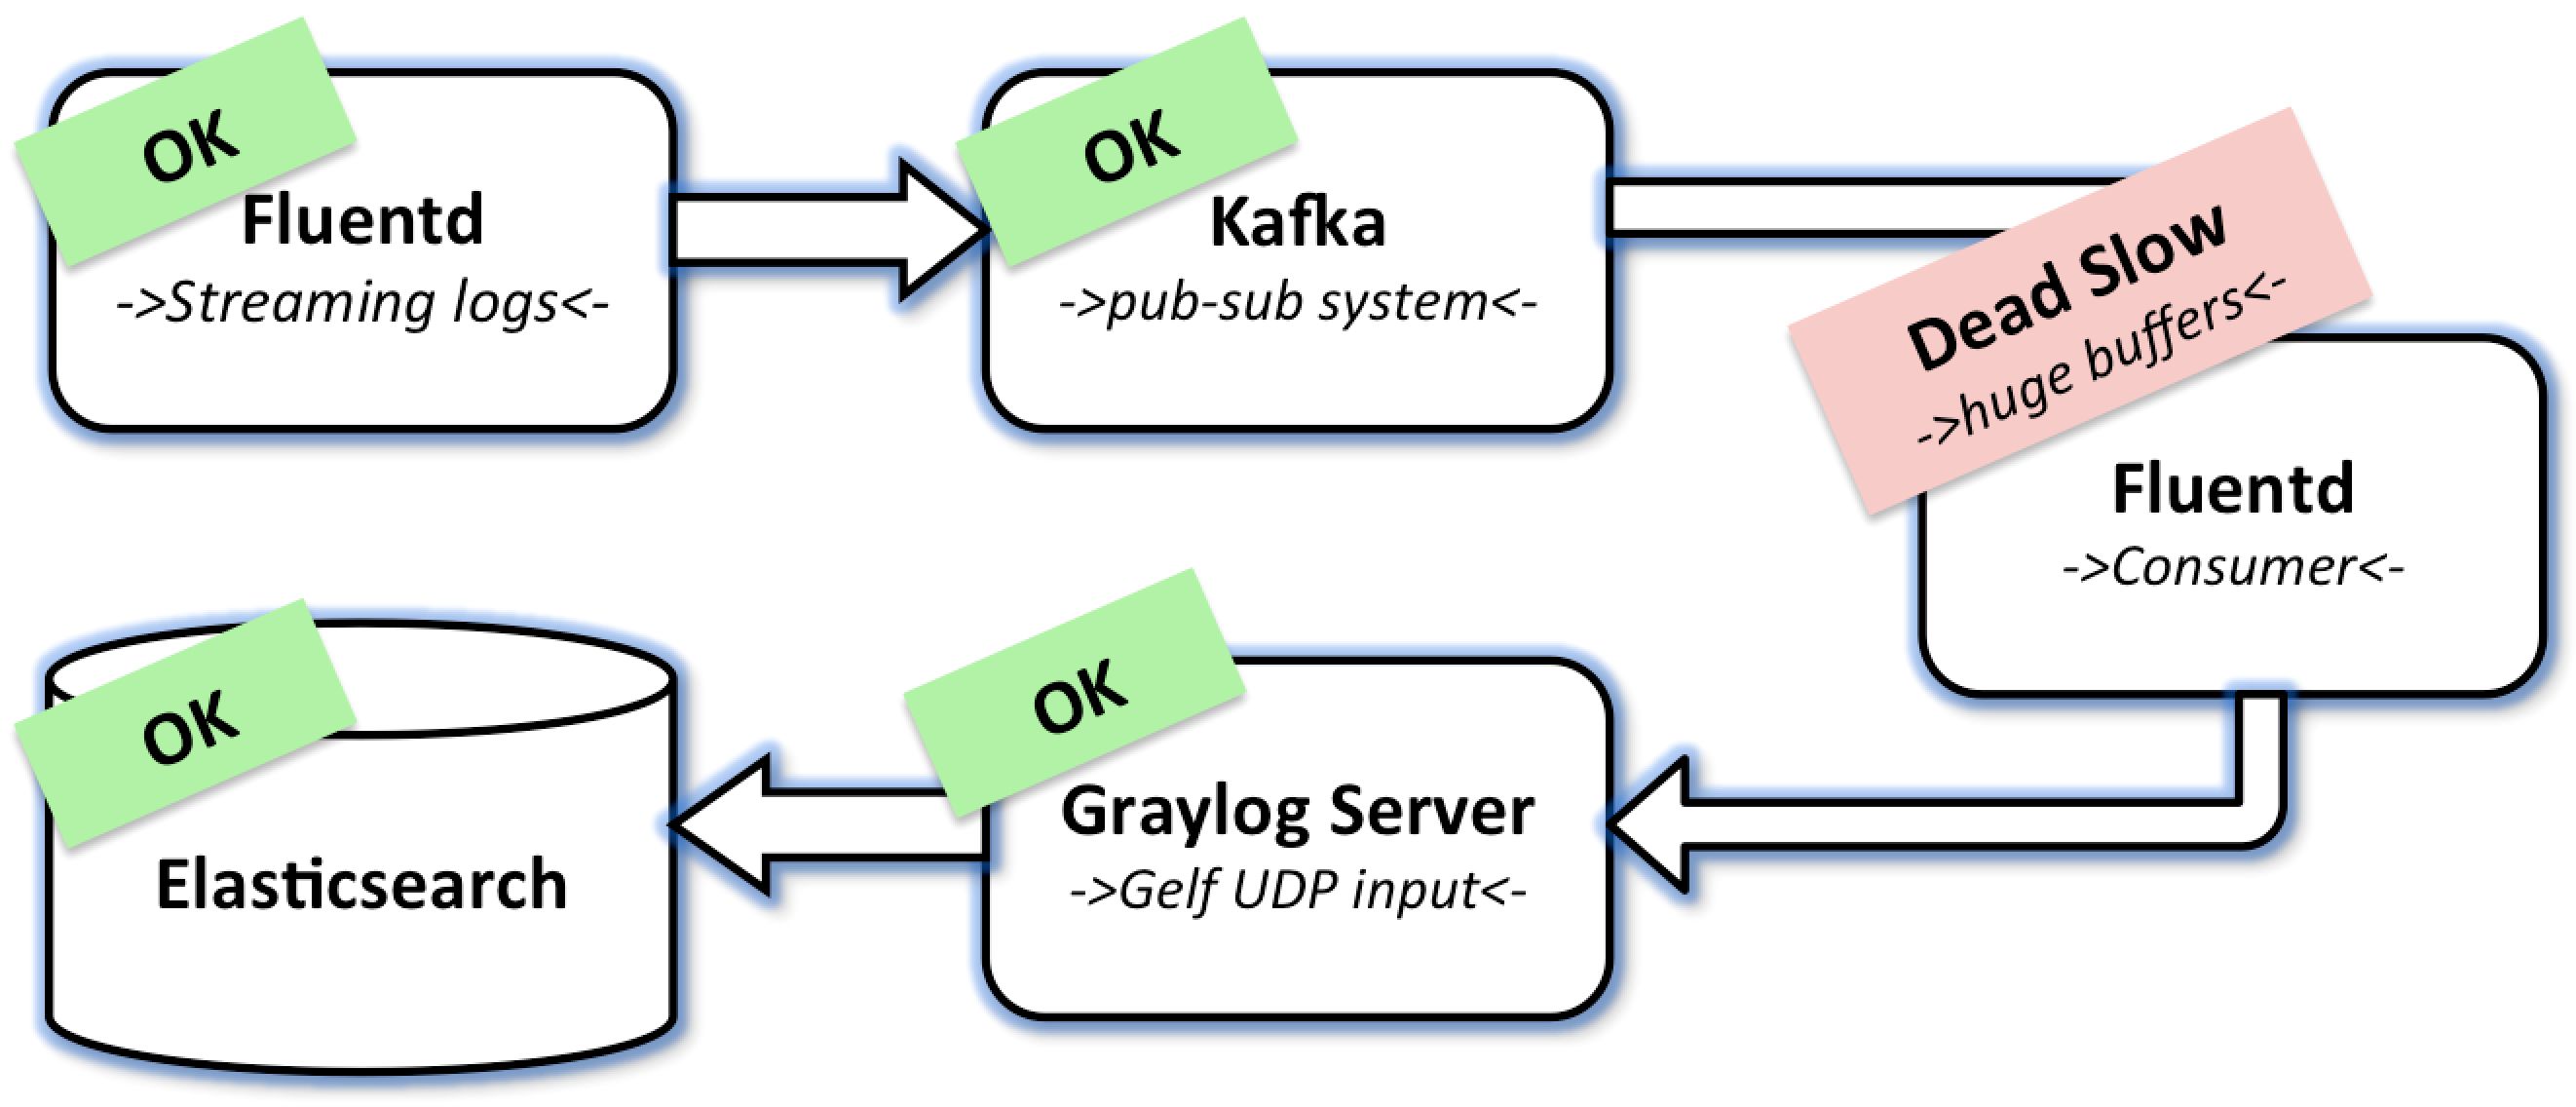 OK
Fluentd
->Streaming logs<-
OK
Kafka
->pub-sub system<-
Dead Slow
->huge buffers<-
Fluentd
->Consumer<-
OK
Graylog Server
->Gelf UDP input<-
OK
Elasticsearch